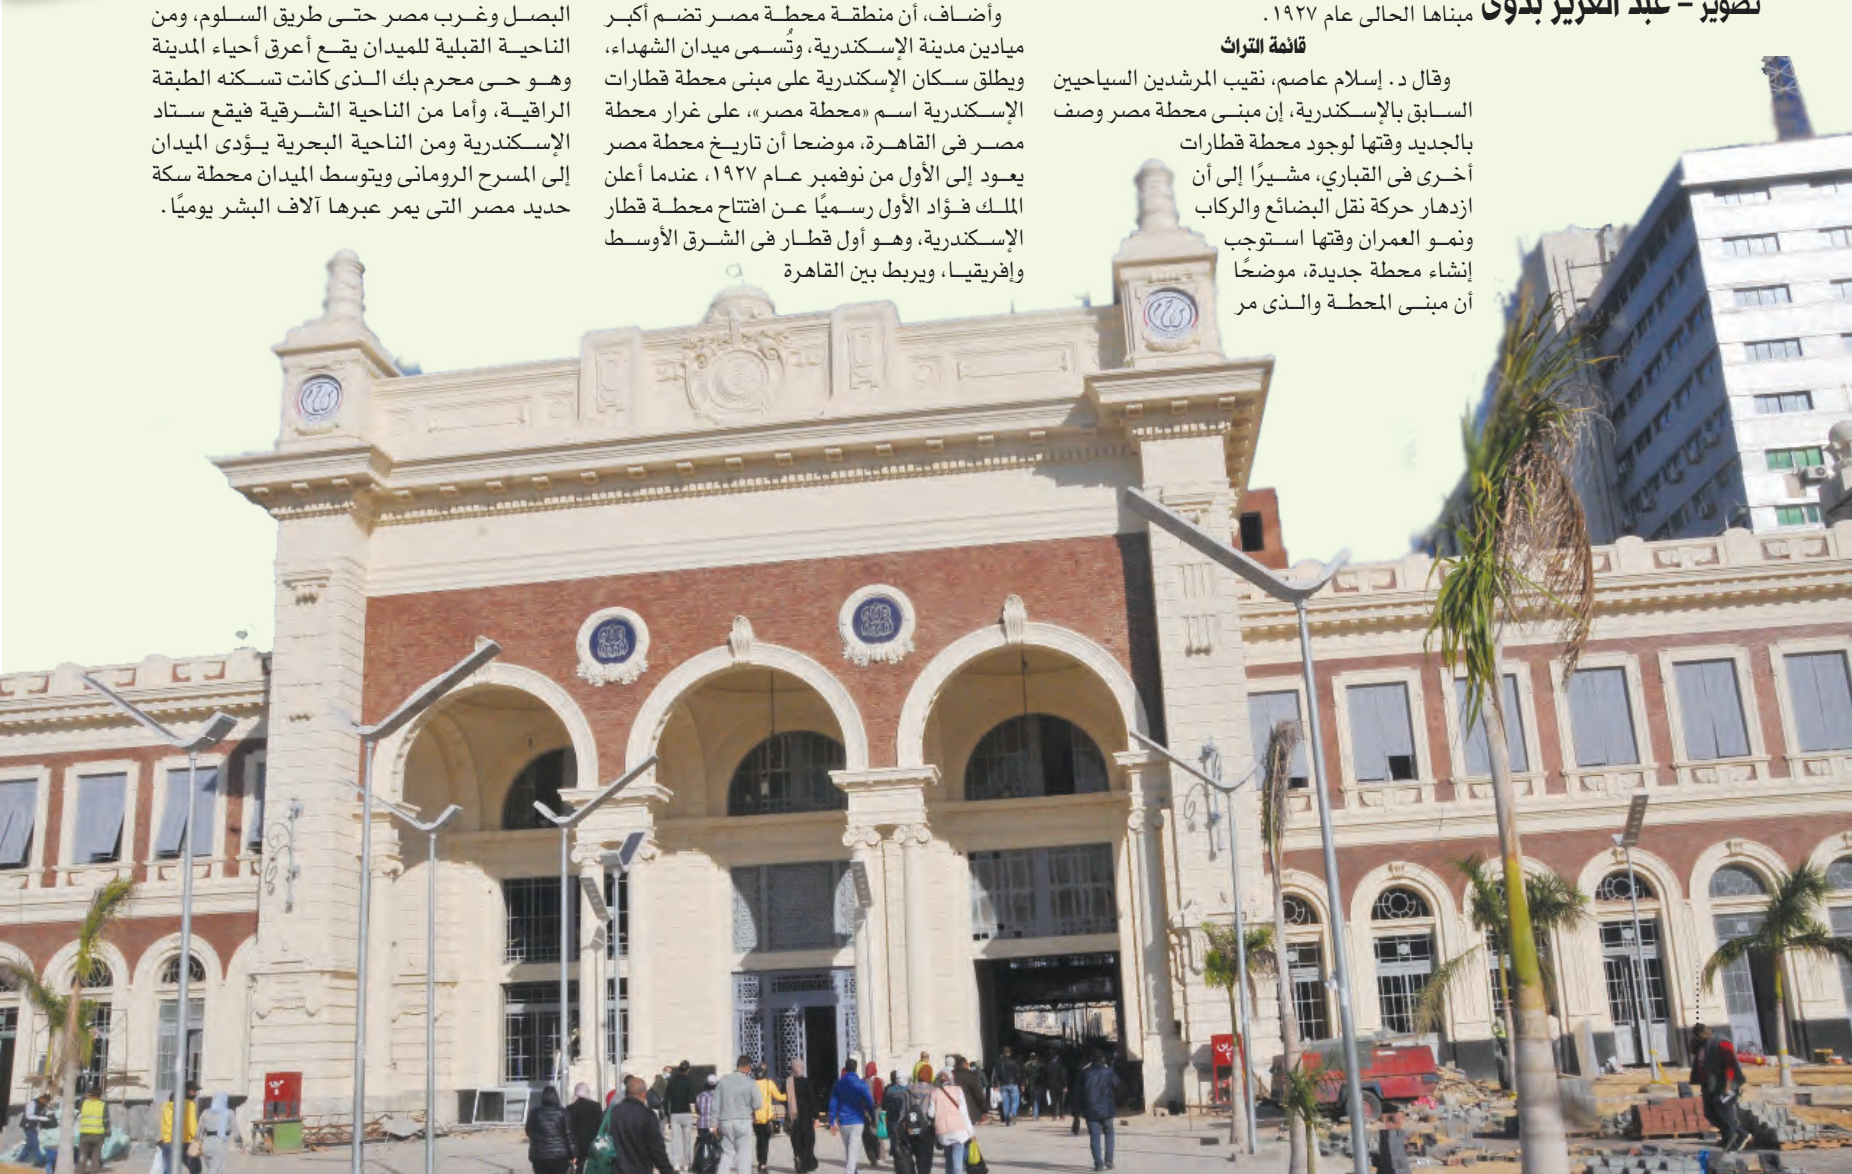 تصوير – عبد العزيز بدوى
مبناها الحالى عام ١٩٢٧.
قائمة التراث
وقال د. إسلام عاصم، نقيب المرشدين السياحيين
السابق بالإسكندرية، إن مبنى محطة مصر وصف
بالجديد وقتها لوجود محطة قطارات
أخرى فى القباري، مشيرًا إلى أن
ازدهار حركة نقل البضائع والركاب
ونمو العمران وقتها استوجب
إنشاء محطة جديدة، موضحًا
أن مبنى المحطة والذى مر
وأضاف، أن منطقة محطة مصر تضم أكبر
ميادين مدينة الإسكندرية، وتُسمى ميدان الشهداء،
ويطلق سكان الإسكندرية على مبنى محطة قطارات
الإسكندرية اسم «محطة مصر»، على غرار محطة
مصر فى القاهرة، موضحا أن تاريخ محطة مصر
يعود إلى الأول من نوفمبر عام ١٩٢٧، عندما أعلن
الملك فؤاد الأول رسميًا عن افتتاح محطة قطار
الإسكندرية، وهو أول قطار فى الشرق الأوسط
وإفريقيا، ويربط بين القاهرة
البصل وغرب مصر حتى طريق السلوم، ومن
الناحية القبلية للميدان يقع أعرق أحياء المدينة
وهو حى محرم بك الذى كانت تسكنه الطبقة
الراقية، وأما من الناحية الشرقية فيقع ستاد
الإسكندرية ومن الناحية البحرية يؤدى الميدان
إلى المسرح الرومانى ويتوسط الميدان محطة سكة
حديد مصر التى يمر عبرها آلاف البشر يوميًا.